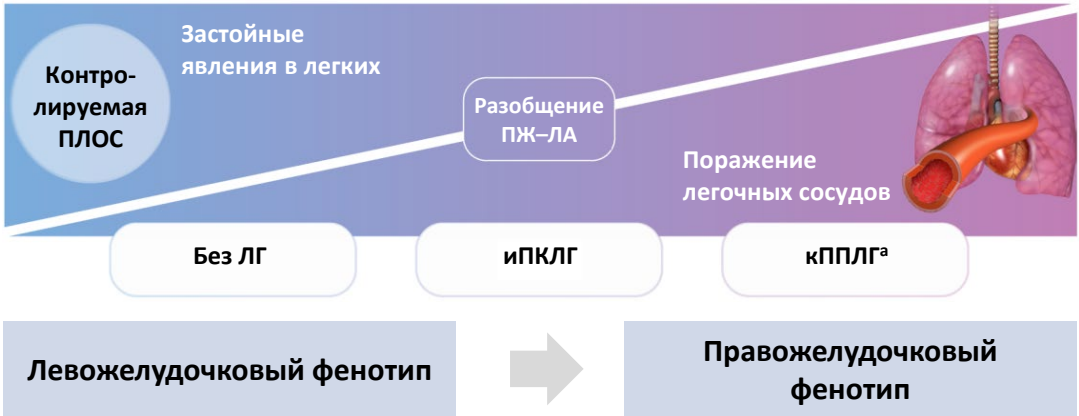 Застойные
явления в легких
Контро-
лируемая
ПЛОС
Разобщение
ПЖ–ЛА
Поражение
легочных сосудов
Без ЛГ
иПКЛГ
кППЛГᵃ
Левожелудочковый фенотип
Правожелудочковый
фенотип